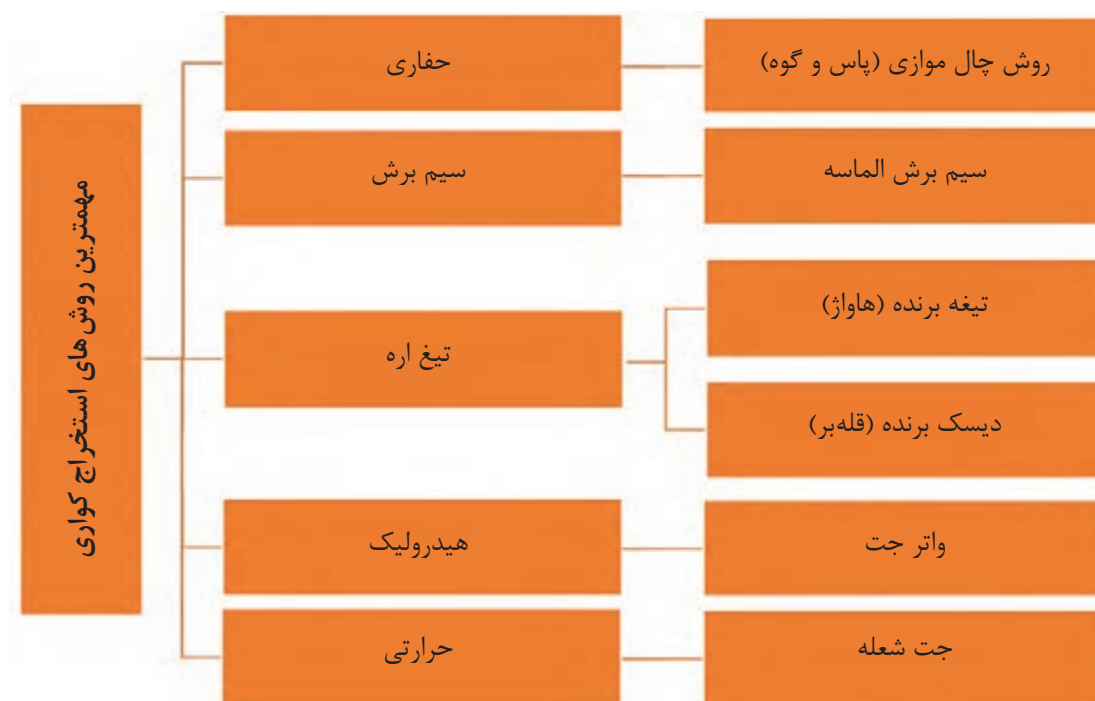 مهمترین روش‌های استخراج کواری
حفاری
روش چال موازی (پاس و گوه)
سیم برش
سیم برش الماسه
تیغ اره
تیغه برنده (هاواژ)
دیسک برنده (قله‌بر)
هیدرولیک
واتر جت
حرارتی
جت شعله